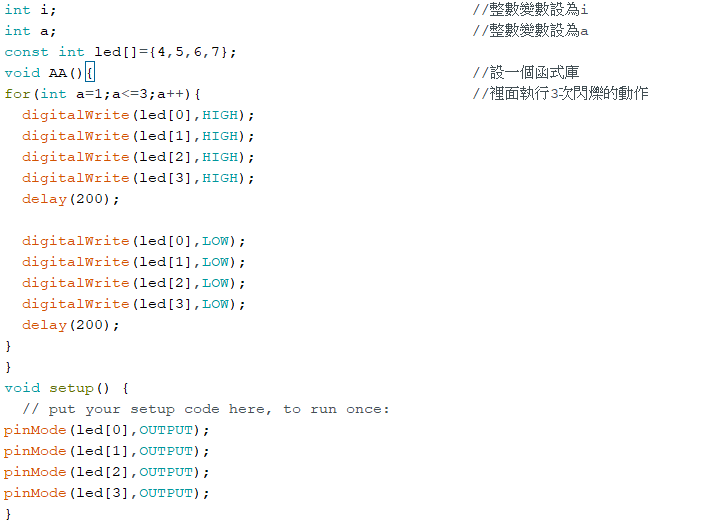 int i; //整數變數設為i
int a; //整數變數設為a
const int led[]={4,5,6,7};
void AA(){ //設一個函式庫
for(int a=1;a<=3;a++){ //裡面執行3次閃爍的動作
  digitalWrite(led[0],HIGH);
  digitalWrite(led[1],HIGH);
  digitalWrite(led[2],HIGH);
  digitalWrite(led[3],HIGH);
  delay(200);

  digitalWrite(led[0],LOW);
  digitalWrite(led[1],LOW);
  digitalWrite(led[2],LOW);
  digitalWrite(led[3],LOW);
  delay(200);
}
}
void setup() {
  // put your setup code here, to run once:
pinMode(led[0],OUTPUT);
pinMode(led[1],OUTPUT);
pinMode(led[2],OUTPUT);
pinMode(led[3],OUTPUT);
}